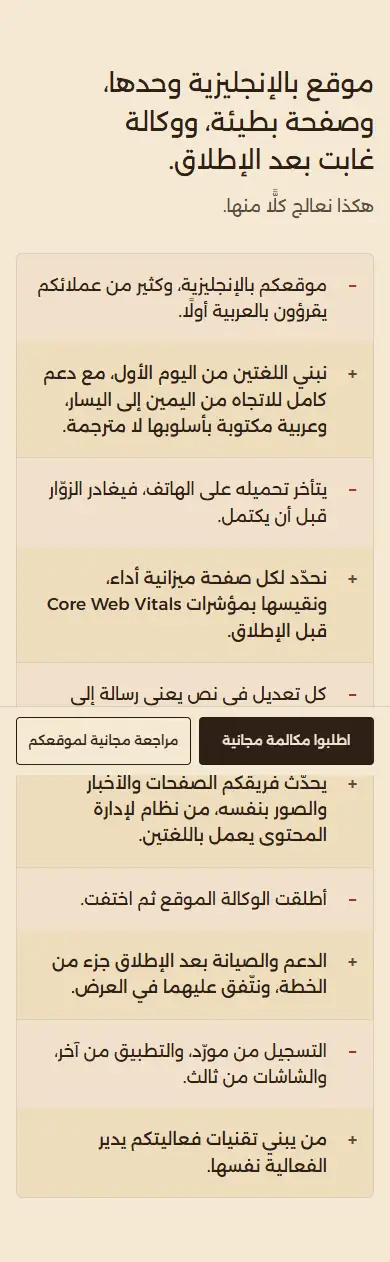 موقع بالإنجليزية وحدها،
وصفحة بطيئة، ووكالة
غابت بعد الإطلاق.
هكذا نعالج كلًّا منها.
− موقعكم بالإنجليزية، وكثير من عملائكم
يقرؤون بالعربية أولًا.
+ نبني اللغتين من اليوم الأول، مع دعم
كامل للاتجاه من اليمين إلى اليسار،
وعربية مكتوبة بأسلوبها لا مترجمة.
− يتأخر تحميله على الهاتف، فيغادر الزوّار
قبل أن يكتمل.
+ نحدّد لكل صفحة ميزانية أداء،
ونقيسها بمؤشرات Core Web Vitals
قبل الإطلاق.
− كل تعديل في نص يعني رسالة إلى
اطلبوا مكالمة مجانية
مراجعة مجانية لموقعكم
+ يحدّث فريقكم الصفحات والأخبار
والصور بنفسه، من نظام لإدارة
المحتوى يعمل باللغتين.
− أطلقت الوكالة الموقع ثم اختفت.
+ الدعم والصيانة بعد الإطلاق جزء من
الخطة، ونتّفق عليهما في العرض.
− التسجيل من مورّد، والتطبيق من آخر،
والشاشات من ثالث.
+ من يبني تقنيات فعاليتكم يدير
الفعالية نفسها.